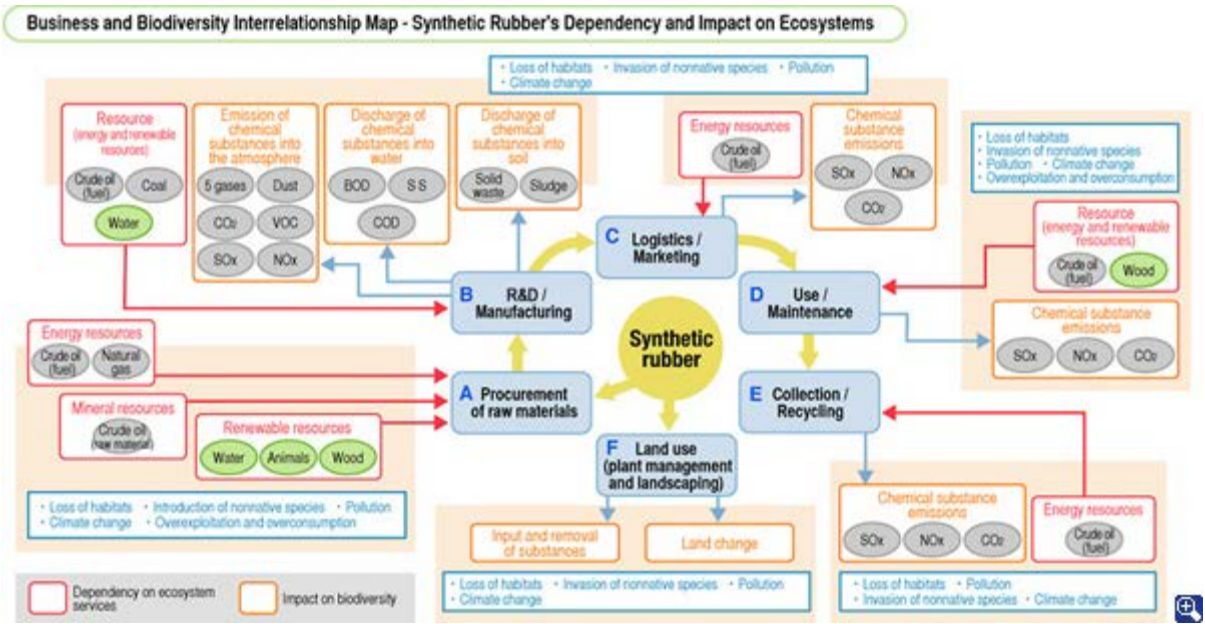 Business and Biodiversity Interrelationship Map - Synthetic Rubber's Dependency and Impact on Ecosystems
・Loss of habitats ・Invasion of nonnative species ・Pollution
・Climate change
Resource
(energy and renewable
resources)
Crude oil
(fuel)
Coal
Water
Emission of
chemical
substances into
the atmosphere
5 gases
Dust
CO₂
VOC
SOx
NOx
Discharge of
chemical
substances into
water
BOD
S S
COD
Discharge of
chemical
substances into
soil
Solid
waste
Sludge
Energy resources
Crude oil
(fuel)
Chemical
substance
emissions
SOx
NOx
CO₂
・Loss of habitats
・Invasion of nonnative species
・Pollution ・Climate change
・Overexploitation and overconsumption
Resource
(energy and renewable
resources)
Crude oil
(fuel)
Wood
Chemical substance
emissions
SOx
NOx
CO₂
C Logistics /
Marketing
B R&D /
Manufacturing
D Use /
Maintenance
Synthetic
rubber
A Procurement
of raw materials
E Collection /
Recycling
F Land use
(plant management
and landscaping)
Energy resources
Crude oil
(fuel)
Natural
gas
Mineral resources
Crude oil
(raw material)
Renewable resources
Water
Animals
Wood
・Loss of habitats ・Introduction of nonnative species ・Pollution
・Climate change ・Overexploitation and overconsumption
Input and removal
of substances
Land change
・Loss of habitats ・Invasion of nonnative species ・Pollution
・Climate change
Chemical substance
emissions
SOx
NOx
CO₂
Energy resources
Crude oil
(fuel)
・Loss of habitats ・Pollution
・Invasion of nonnative species ・Climate change
Dependency on ecosystem
services
Impact on biodiversity